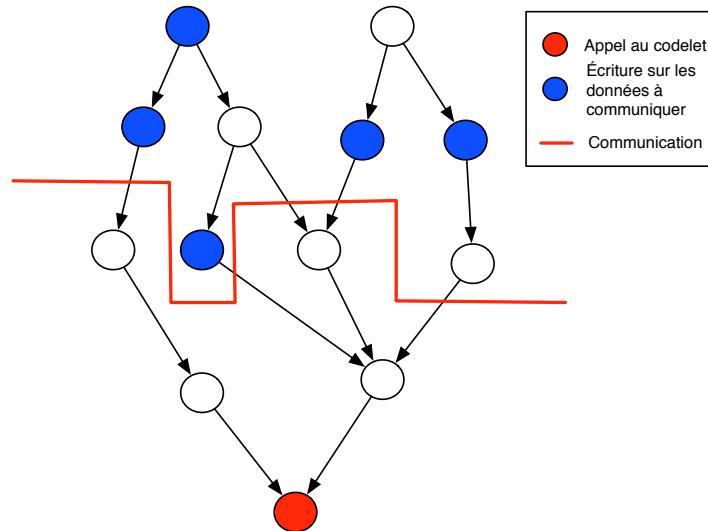 Appel au codelet
Écriture sur les
données à
communiquer
Communication